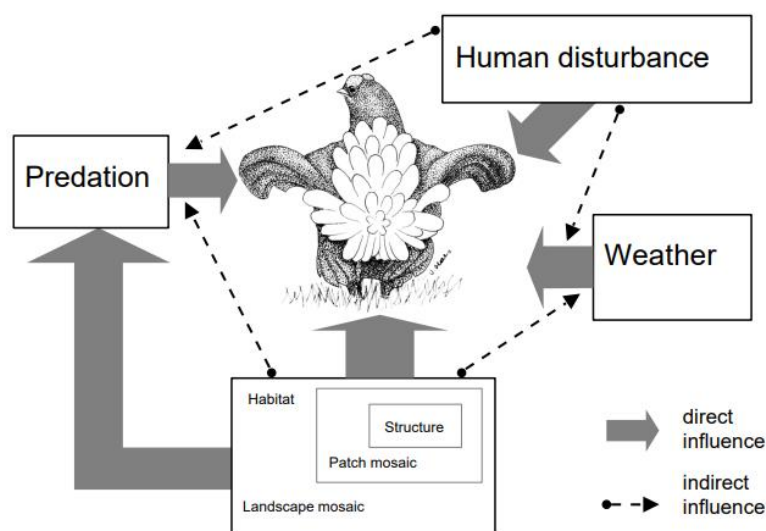 Human disturbance
Predation
Weather
Habitat
Structure
Patch mosaic
Landscape mosaic
direct
influence
indirect
influence